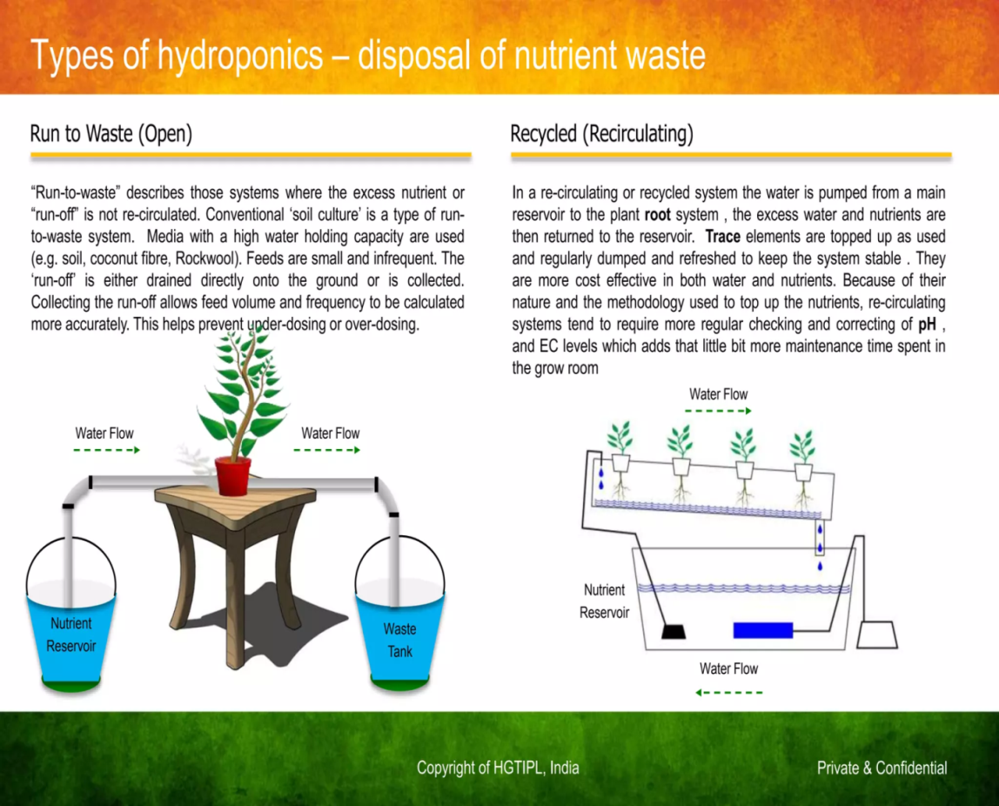 Types of hydroponics – disposal of nutrient waste
Run to Waste (Open)
“Run-to-waste” describes those systems where the excess nutrient or
“run-off” is not re-circulated. Conventional ‘soil culture’ is a type of run-
to-waste system. Media with a high water holding capacity are used
(e.g. soil, coconut fibre, Rockwool). Feeds are small and infrequent. The
‘run-off’ is either drained directly onto the ground or is collected.
Collecting the run-off allows feed volume and frequency to be calculated
more accurately. This helps prevent under-dosing or over-dosing.
Water Flow
Water Flow
Nutrient
Reservoir
Waste
Tank
Recycled (Recirculating)
In a re-circulating or recycled system the water is pumped from a main
reservoir to the plant root system , the excess water and nutrients are
then returned to the reservoir. Trace elements are topped up as used
and regularly dumped and refreshed to keep the system stable . They
are more cost effective in both water and nutrients. Because of their
nature and the methodology used to top up the nutrients, re-circulating
systems tend to require more regular checking and correcting of pH ,
and EC levels which adds that little bit more maintenance time spent in
the grow room
Water Flow
Nutrient
Reservoir
Water Flow
Copyright of HGTIPL, India
Private & Confidential